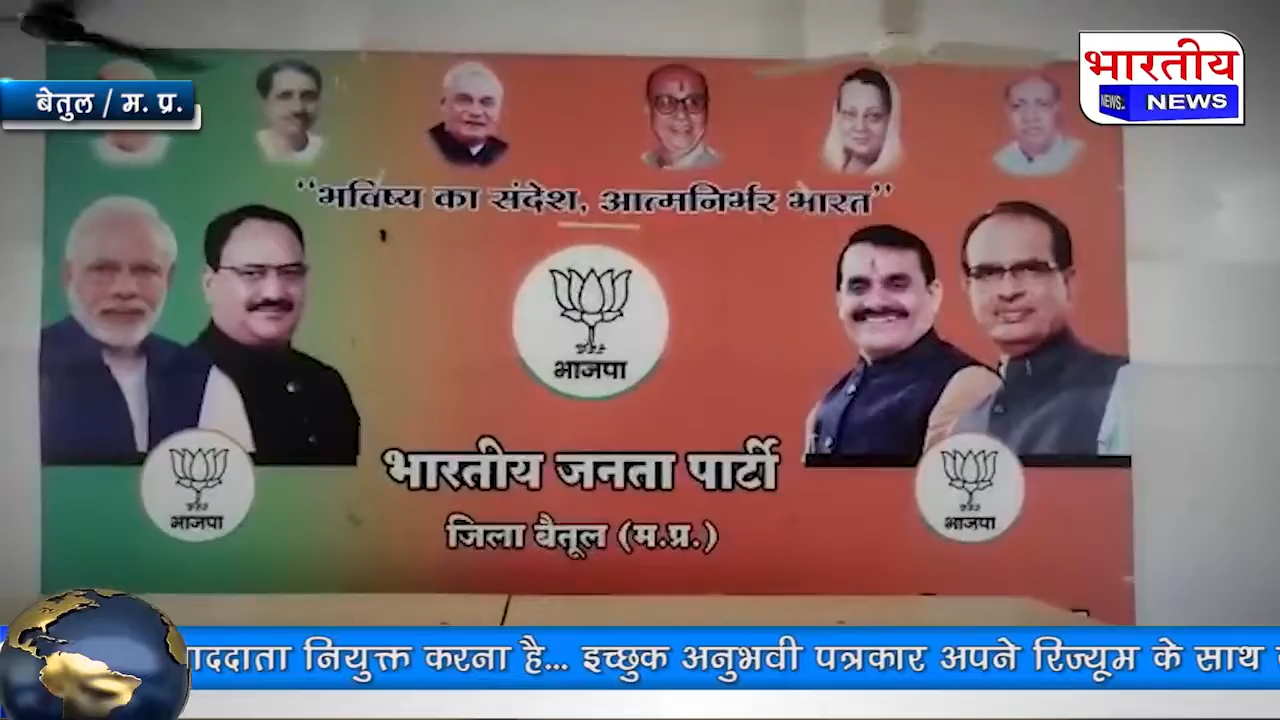 बेतुल / म. प्र.
भारतीय
NEWS
NEWS
"भविष्य का संदेश, आत्मनिर्भर भारत"
भाजपा
भारतीय जनता पार्टी
जिला बैतूल (म.प्र.)
भाजपा
भाजपा
ाददाता नियुक्त करना है... इच्छुक अनुभवी पत्रकार अपने रिज्यूम के साथ